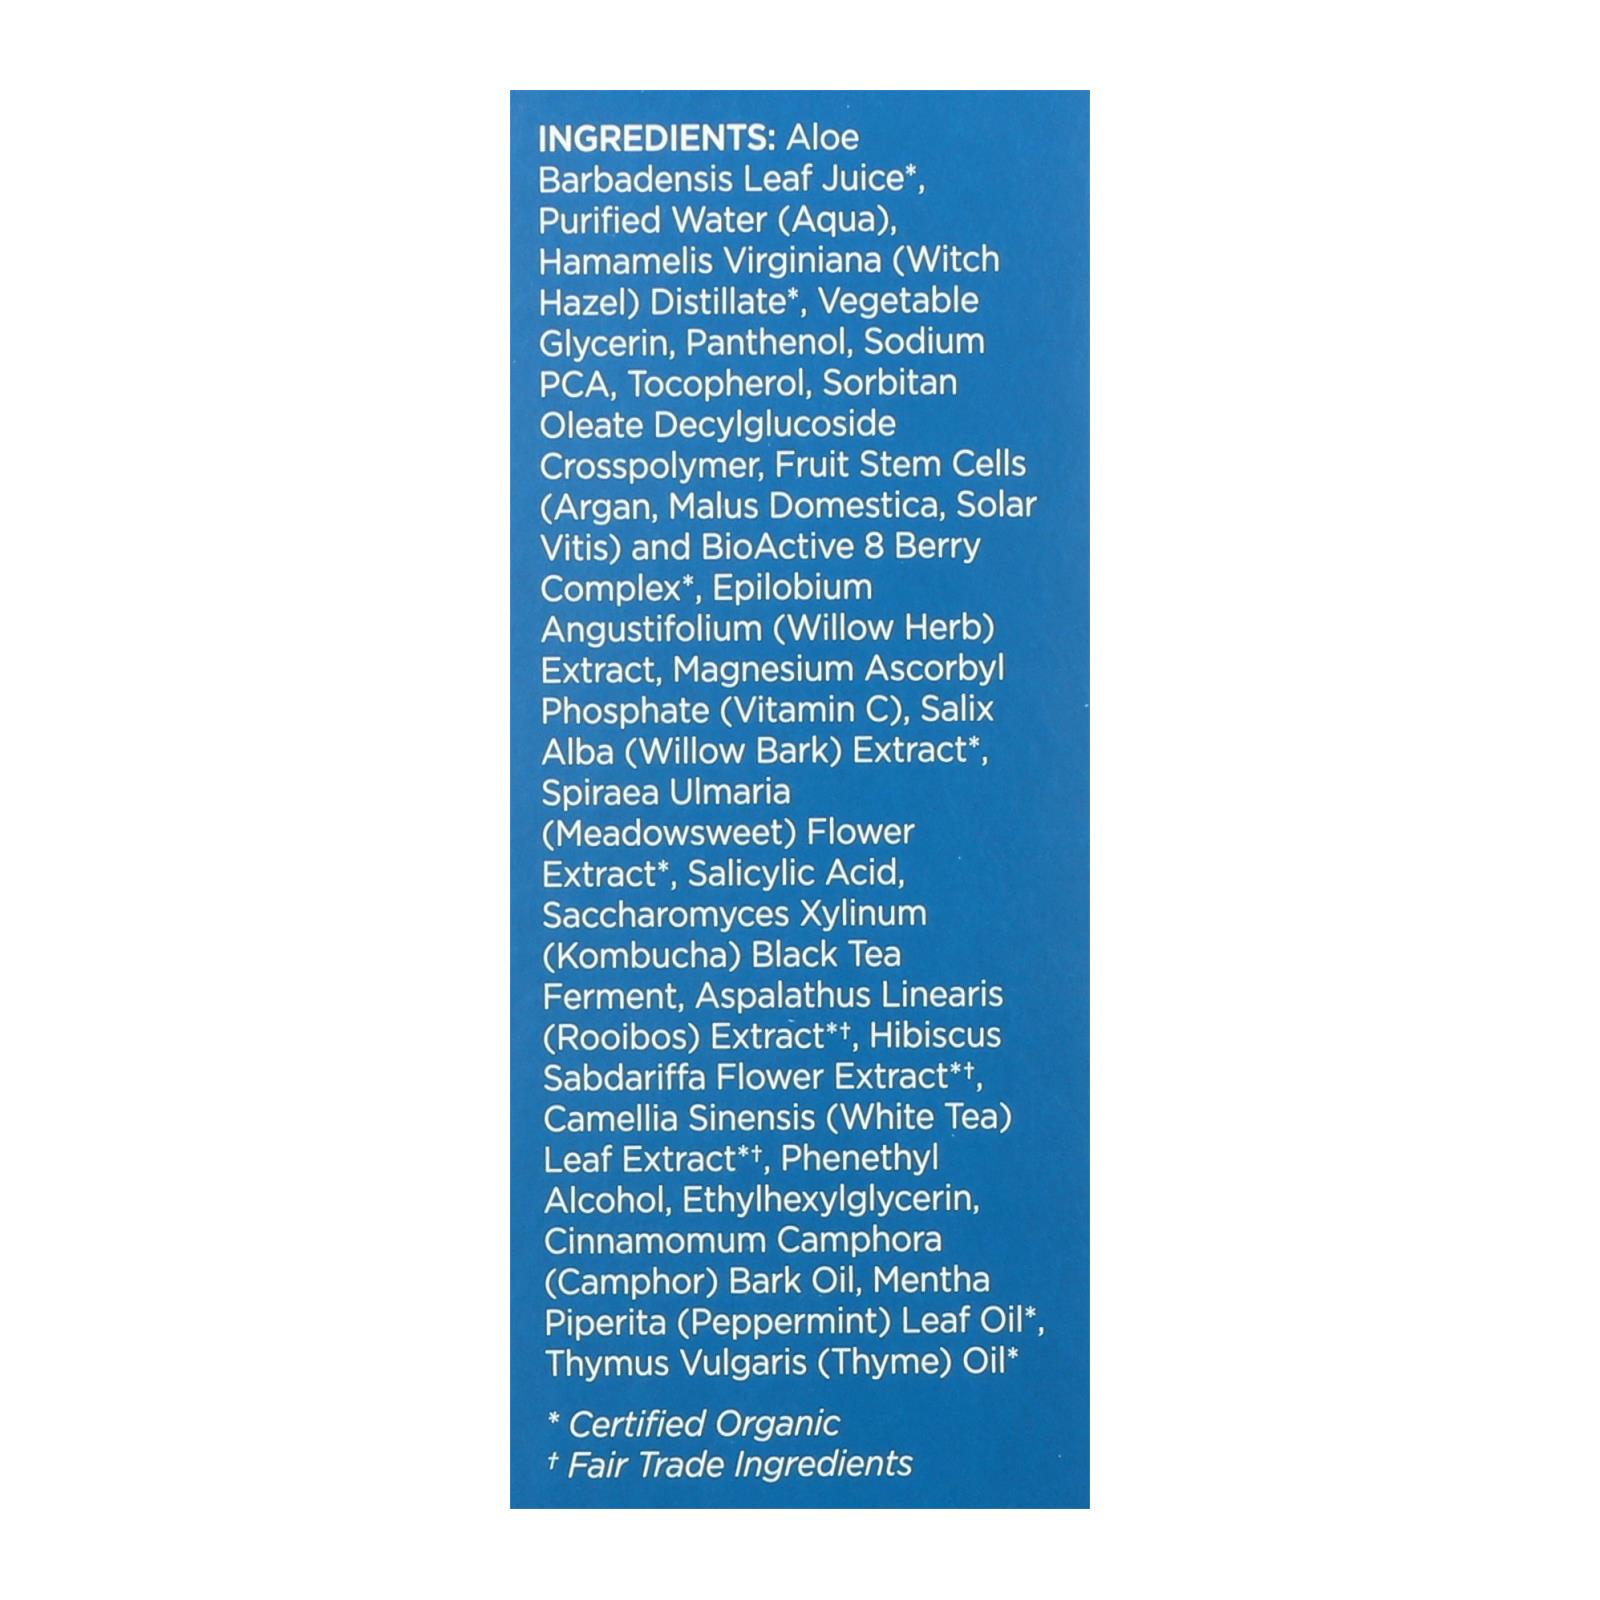 INGREDIENTS: Aloe
Barbadensis Leaf Juice*,
Purified Water (Aqua),
Hamamelis Virginiana (Witch
Hazel) Distillate*, Vegetable
Glycerin, Panthenol, Sodium
PCA, Tocopherol, Sorbitan
Oleate Decylglucoside
Crosspolymer, Fruit Stem Cells
(Argan, Malus Domestica, Solar
Vitis) and BioActive 8 Berry
Complex*, Epilobium
Angustifolium (Willow Herb)
Extract, Magnesium Ascorbyl
Phosphate (Vitamin C), Salix
Alba (Willow Bark) Extract*,
Spiraea Ulmaria
(Meadowsweet) Flower
Extract*, Salicylic Acid,
Saccharomyces Xylinum
(Kombucha) Black Tea
Ferment, Aspalathus Linearis
(Rooibos) Extract*†, Hibiscus
Sabdariffa Flower Extract*†,
Camellia Sinensis (White Tea)
Leaf Extract*†, Phenethyl
Alcohol, Ethylhexylglycerin,
Cinnamomum Camphora
(Camphor) Bark Oil, Mentha
Piperita (Peppermint) Leaf Oil*,
Thymus Vulgaris (Thyme) Oil*
* Certified Organic
† Fair Trade Ingredients